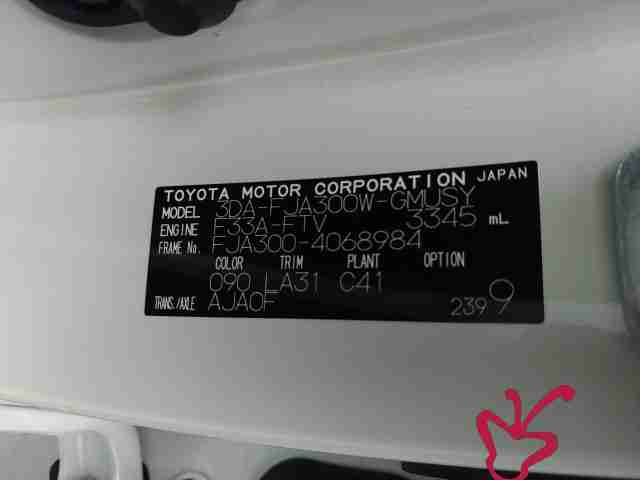 TOYOTA MOTOR CORPORATION JAPAN
MODEL 3DA-FJA300W-GMUSY
ENGINE F33A-FTV 3345 mL
FRAME No. FJA300-4068984
COLOR TRIM PLANT OPTION
090 LA31 C41
TRANS./AXLE AJA0F 2399